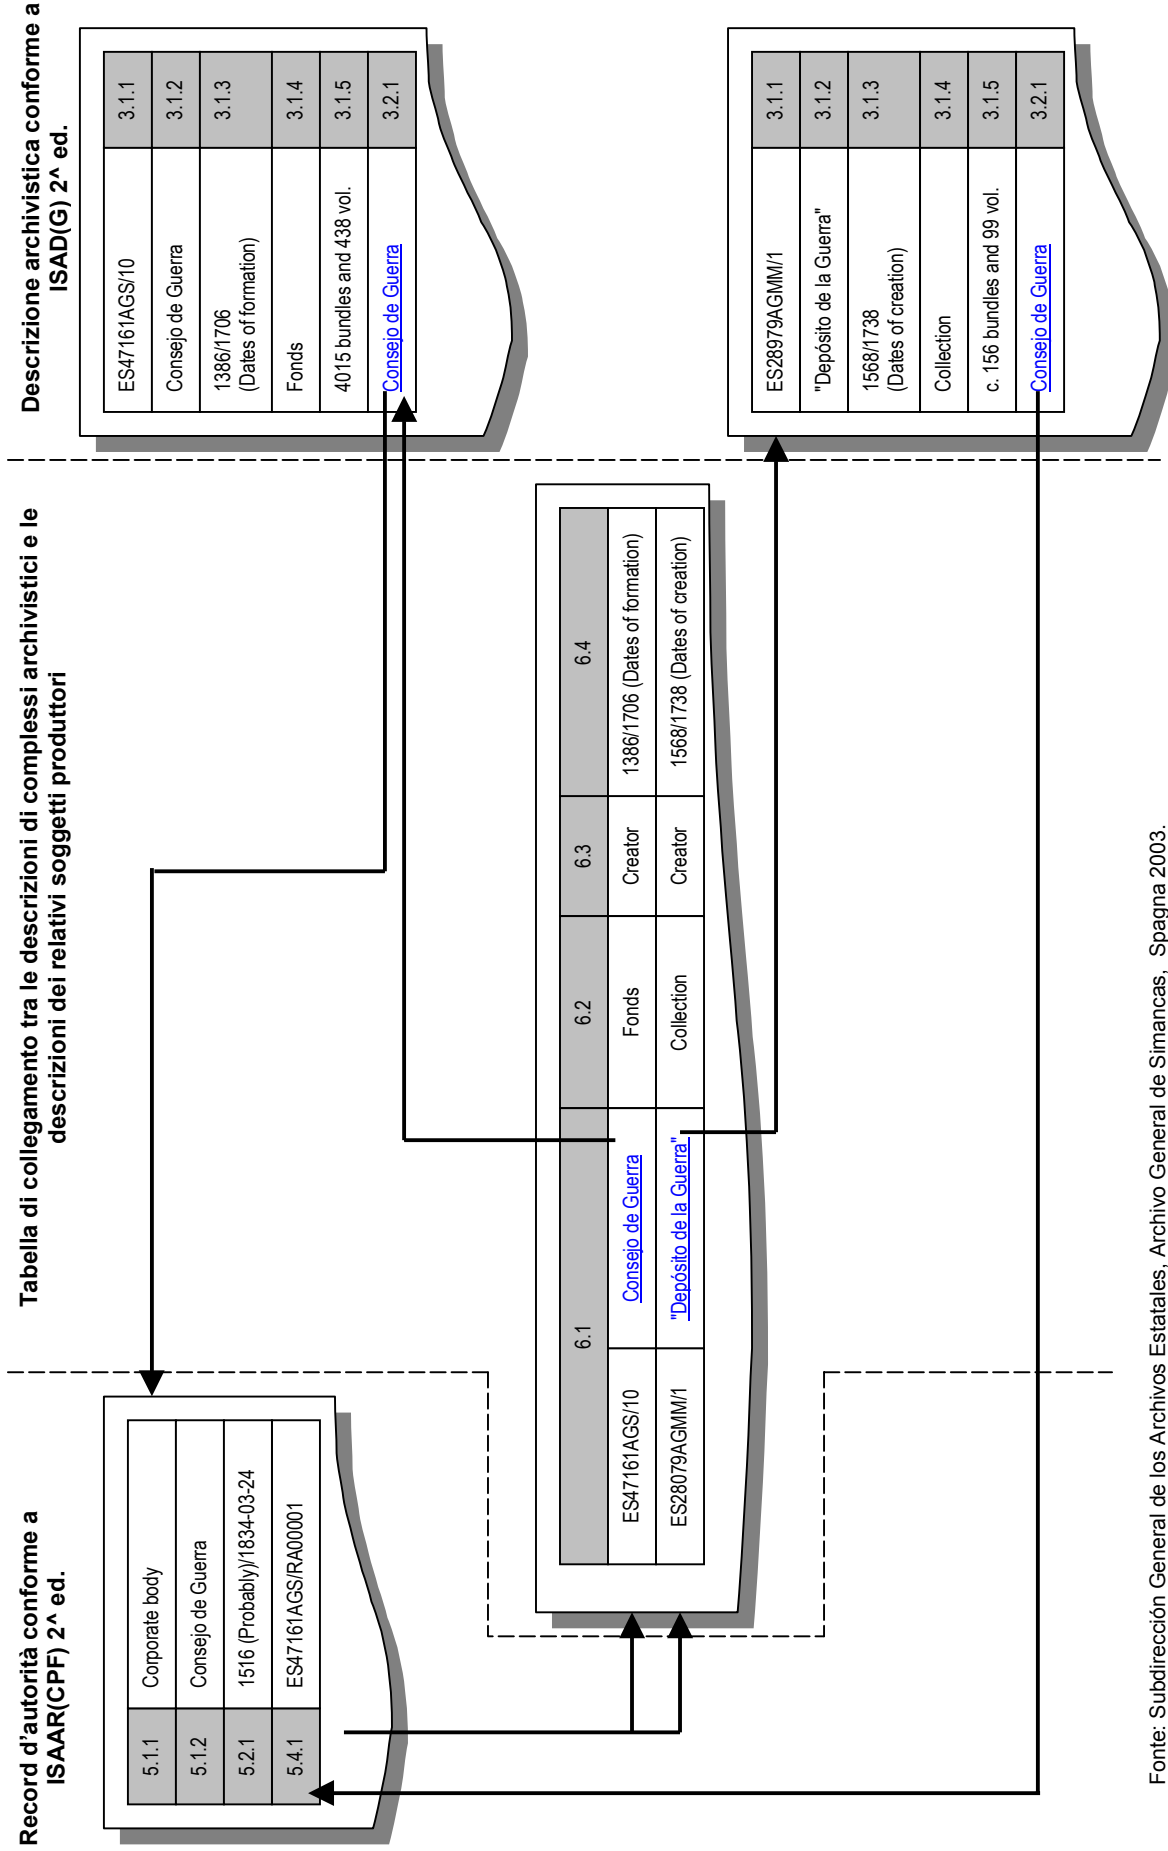 Record d'autorità conforme a
ISAAR(CPF) 2^ ed.
5.1.1 Corporate body
5.1.2 Consejo de Guerra
5.2.1 1516 (Probably)/1834-03-24
5.4.1 ES47161AGS/RA00001
Tabella di collegamento tra le descrizioni di complessi archivistici e le
descrizioni dei relativi soggetti produttori
6.1 6.2 6.3 6.4
ES47161AGS/10 Consejo de Guerra Fonds Creator 1386/1706 (Dates of formation)
ES28079AGMM/1 "Depósito de la Guerra" Collection Creator 1568/1738 (Dates of creation)
Descrizione archivistica conforme a
ISAD(G) 2^ ed.
ES47161AGS/10 3.1.1
Consejo de Guerra 3.1.2
1386/1706 3.1.3
(Dates of formation)
Fonds 3.1.4
4015 bundles and 438 vol. 3.1.5
Consejo de Guerra 3.2.1
ES28979AGMM/1 3.1.1
"Depósito de la Guerra" 3.1.2
1568/1738 3.1.3
(Dates of creation)
Collection 3.1.4
c. 156 bundles and 99 vol. 3.1.5
Consejo de Guerra 3.2.1
Fonte: Subdirección General de los Archivos Estatales, Archivo General de Simancas, Spagna 2003.